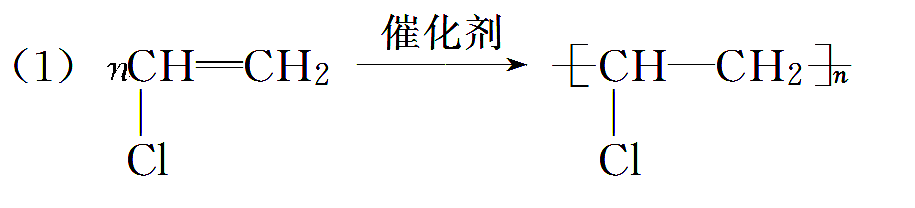 催化剂
（1） nCH=CH₂ ⟶ ⁅CH—CH₂⁆n
Cl Cl